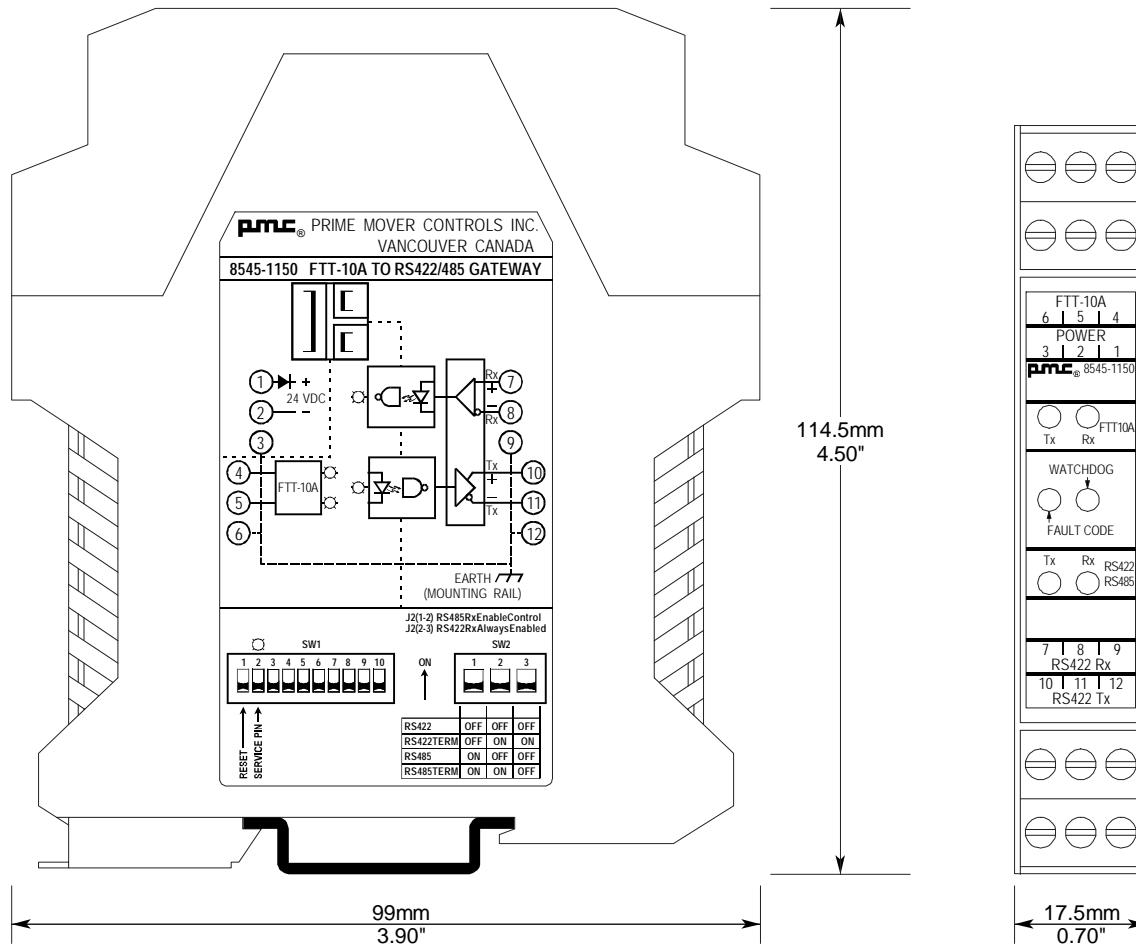 pmc® PRIME MOVER CONTROLS INC.
VANCOUVER CANADA
8545-1150 FTT-10A TO RS422/485 GATEWAY
1 +
24 VDC
2 –
3
4
5
6
FTT-10A
Rx 7
+
– 8
Rx
9
Tx 10
+
– 11
Tx
12
EARTH
(MOUNTING RAIL)
J2(1-2) RS485RxEnableControl
J2(2-3) RS422RxAlwaysEnabled
SW1
1 2 3 4 5 6 7 8 9 10
RESET
SERVICE PIN
ON
SW2
1 2 3
RS422 OFF OFF OFF
RS422TERM OFF ON ON
RS485 ON OFF OFF
RS485TERM ON ON OFF
99mm
3.90"
114.5mm
4.50"
FTT-10A
6 5 4
POWER
3 2 1
pmc® 8545-1150
Tx Rx FTT10A
WATCHDOG
FAULT CODE
Tx Rx RS422
RS485
7 8 9
RS422 Rx
10 11 12
RS422 Tx
17.5mm
0.70"